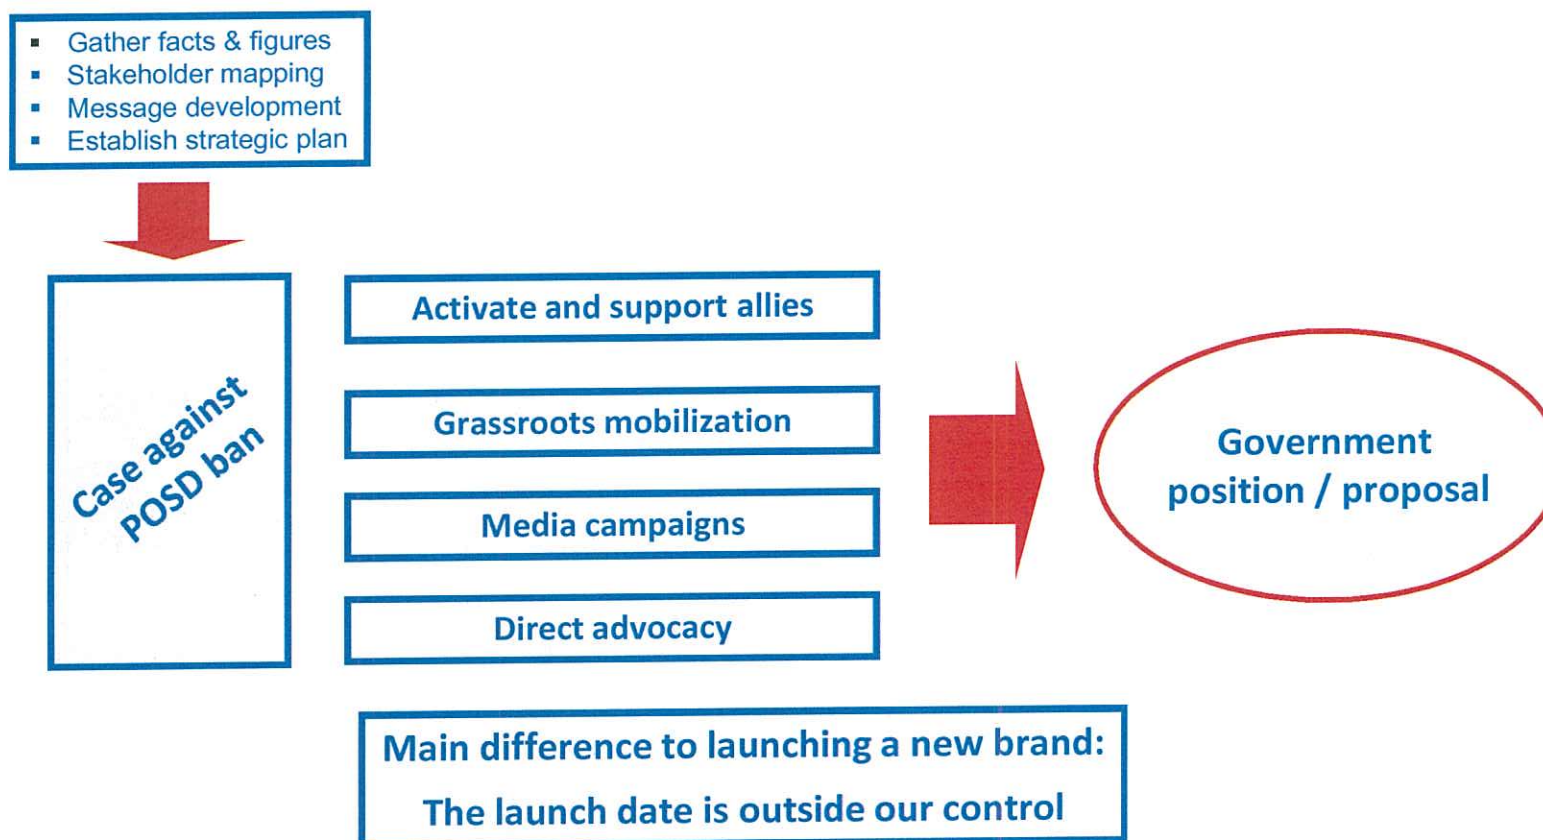 ▪ Gather facts & figures
▪ Stakeholder mapping
▪ Message development
▪ Establish strategic plan
Case against
POSD ban
Activate and support allies
Grassroots mobilization
Media campaigns
Direct advocacy
Government
position / proposal
Main difference to launching a new brand:
The launch date is outside our control